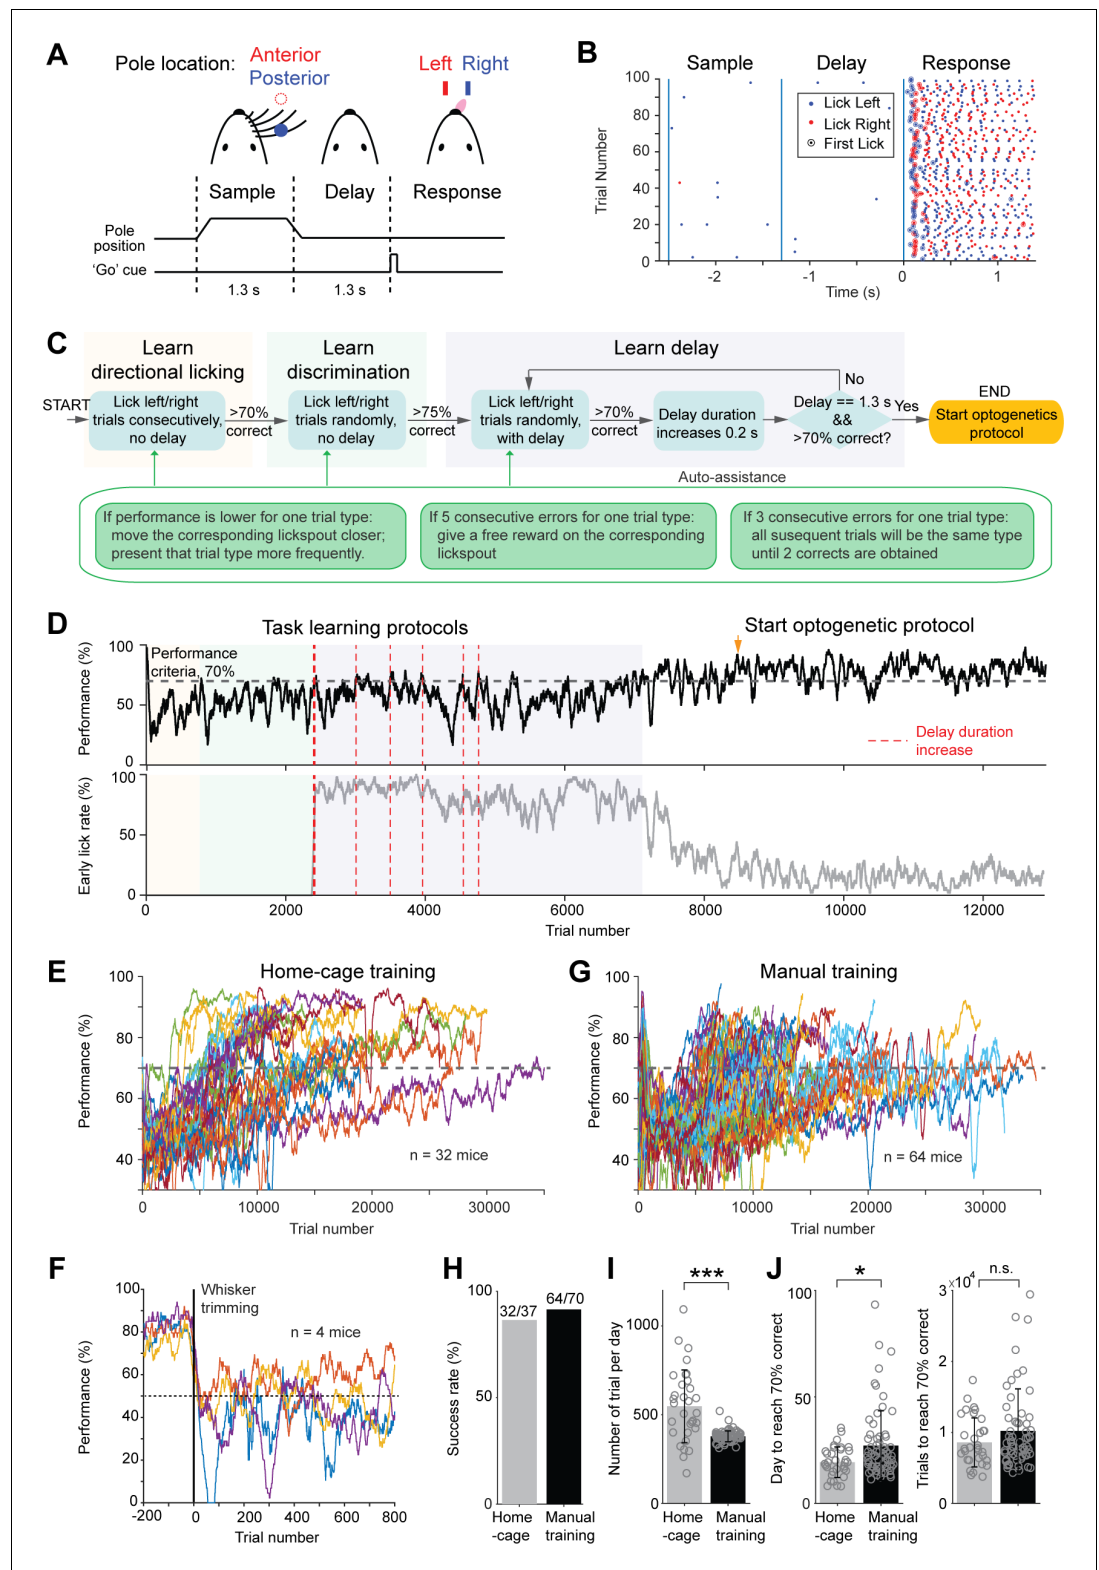 A
Pole location:
Anterior
Posterior
Left Right
Sample
Delay
Response
Pole
position
‘Go’ cue
1.3 s
1.3 s
B
Sample
Delay
Response
Trial Number
100
80
60
40
20
0
Lick Left
Lick Right
First Lick
-2
-1
0
1
Time (s)
C
Learn
directional licking
Learn
discrimination
Learn delay
START
Lick left/right
trials consecutively,
no delay
>70%
correct
Lick left/right
trials randomly,
no delay
>75%
correct
Lick left/right
trials randomly,
with delay
>70%
correct
Delay duration
increases 0.2 s
No
Delay == 1.3 s
&&
>70% correct?
Yes
END
Start optogenetics
protocol
Auto-assistance
If performance is lower for one trial type:
move the corresponding lickspout closer;
present that trial type more frequently.
If 5 consecutive errors for one trial type:
give a free reward on the corresponding
lickspout
If 3 consecutive errors for one trial type:
all susequent trials will be the same type
until 2 corrects are obtained
D
Task learning protocols
Start optogenetic protocol
Performance (%)
100
50
0
Performance
criteria, 70%
Delay duration
increase
Early lick rate (%)
100
50
0
0
2000
4000
6000
8000
10000
12000
Trial number
E
Home-cage training
Performance (%)
100
80
60
40
n = 32 mice
0
10000
20000
30000
Trial number
G
Manual training
Performance (%)
100
80
60
40
n = 64 mice
0
10000
20000
30000
Trial number
F
Performance (%)
100
80
60
40
20
0
Whisker
trimming
n = 4 mice
-200
0
200
400
600
800
Trial number
H
Success rate (%)
100
50
0
32/37
64/70
Home
-cage
Manual
training
I
Number of trial per day
1000
500
0
***
Home
-cage
Manual
training
J
Day to reach 70% correct
100
50
0
*
Home
-cage
Manual
training
Trials to reach 70% correct
×10⁴
3
2
1
0
n.s.